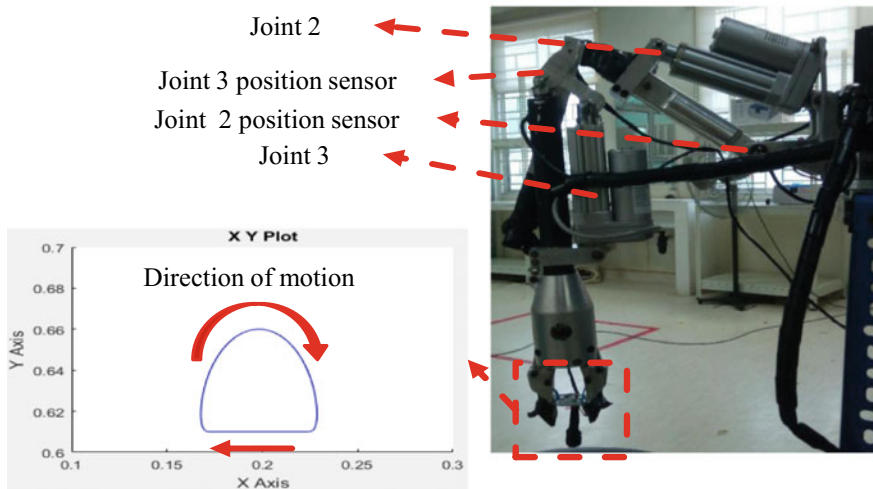 Joint 2
Joint 3 position sensor
Joint 2 position sensor
Joint 3
X Y Plot
Direction of motion
Y Axis
0.7
0.68
0.66
0.64
0.62
0.6
0.1
0.15
0.2
0.25
0.3
X Axis